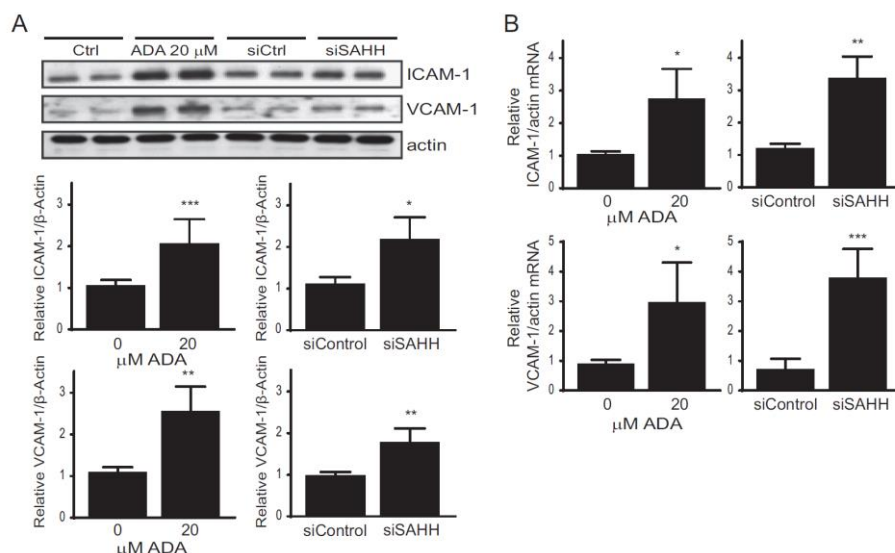 A
Ctrl ADA 20 μM siCtrl siSAHH
ICAM-1
VCAM-1
actin
Relative ICAM-1/β-Actin
3
2
1
0
***
0 20
μM ADA
Relative ICAM-1/β-Actin
3
2
1
0
*
siControl siSAHH
Relative VCAM-1/β-Actin
3
2
1
0
**
0 20
μM ADA
Relative VCAM-1/β-Actin
3
2
1
0
**
siControl siSAHH
B
Relative
ICAM-1/actin mRNA
4
3
2
1
0
*
0 20
μM ADA
4
3
2
1
0
**
siControl siSAHH
Relative
VCAM-1/actin mRNA
5
4
3
2
1
0
*
0 20
μM ADA
5
4
3
2
1
0
***
siControl siSAHH